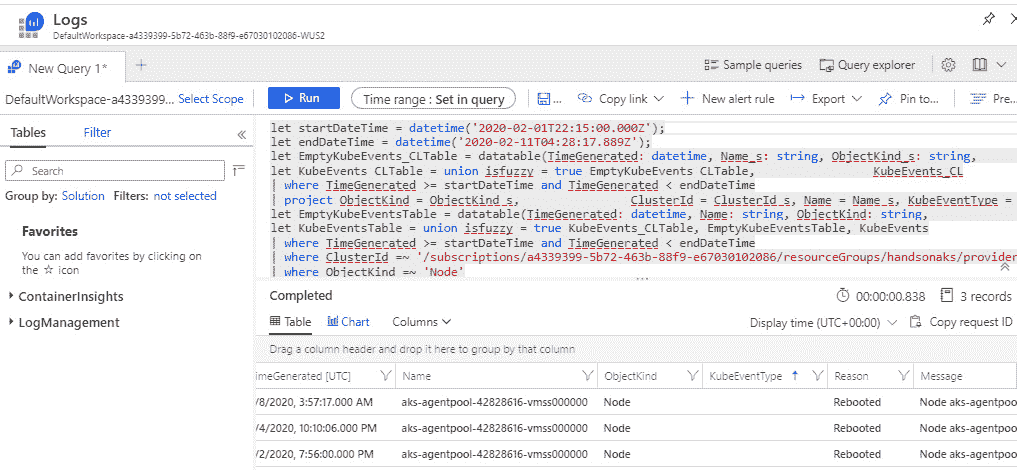 Logs
DefaultWorkspace-a4339399-5b72-463b-88f9-e67030102086-WUS2
New Query 1*
Sample queries
Query explorer
DefaultWorkspace-a4339399... Select Scope
Run
Time range : Set in query
...
Copy link
New alert rule
Export
Pin to...
Pre...
Tables
Filter
Search
Group by: Solution Filters: not selected
Favorites
You can add favorites by clicking on
the ☆ icon
ContainerInsights
LogManagement
let startDateTime = datetime('2020-02-01T22:15:00.000Z');
let endDateTime = datetime('2020-02-11T04:28:17.889Z');
let EmptyKubeEvents_CLTable = datatable(TimeGenerated: datetime, Name_s: string, ObjectKind_s: string,
let KubeEvents_CLTable = union isfuzzy = true EmptyKubeEvents_CLTable, KubeEvents_CL
| where TimeGenerated >= startDateTime and TimeGenerated < endDateTime
| project ObjectKind = ObjectKind_s, ClusterId = ClusterId_s, Name = Name_s, KubeEventType =
let EmptyKubeEventsTable = datatable(TimeGenerated: datetime, Name: string, ObjectKind: string,
let KubeEventsTable = union isfuzzy = true KubeEvents_CLTable, EmptyKubeEventsTable, KubeEvents
| where TimeGenerated >= startDateTime and TimeGenerated < endDateTime
| where ClusterId =~ '/subscriptions/a4339399-5b72-463b-88f9-e67030102086/resourceGroups/handsonaks/provider
| where ObjectKind =~ 'Node'
Completed
00:00:00.838
3 records
Table
Chart
Columns
Display time (UTC+00:00)
Copy request ID
Drag a column header and drop it here to group by that column
imeGenerated [UTC] Name ObjectKind KubeEventType Reason Message
/8/2020, 3:57:17.000 AM aks-agentpool-42828616-vmss000000 Node Rebooted Node aks-agentpoo
/4/2020, 10:10:06.000 PM aks-agentpool-42828616-vmss000000 Node Rebooted Node aks-agentpoo
/2/2020, 7:56:00.000 PM aks-agentpool-42828616-vmss000000 Node Rebooted Node aks-agentpoo